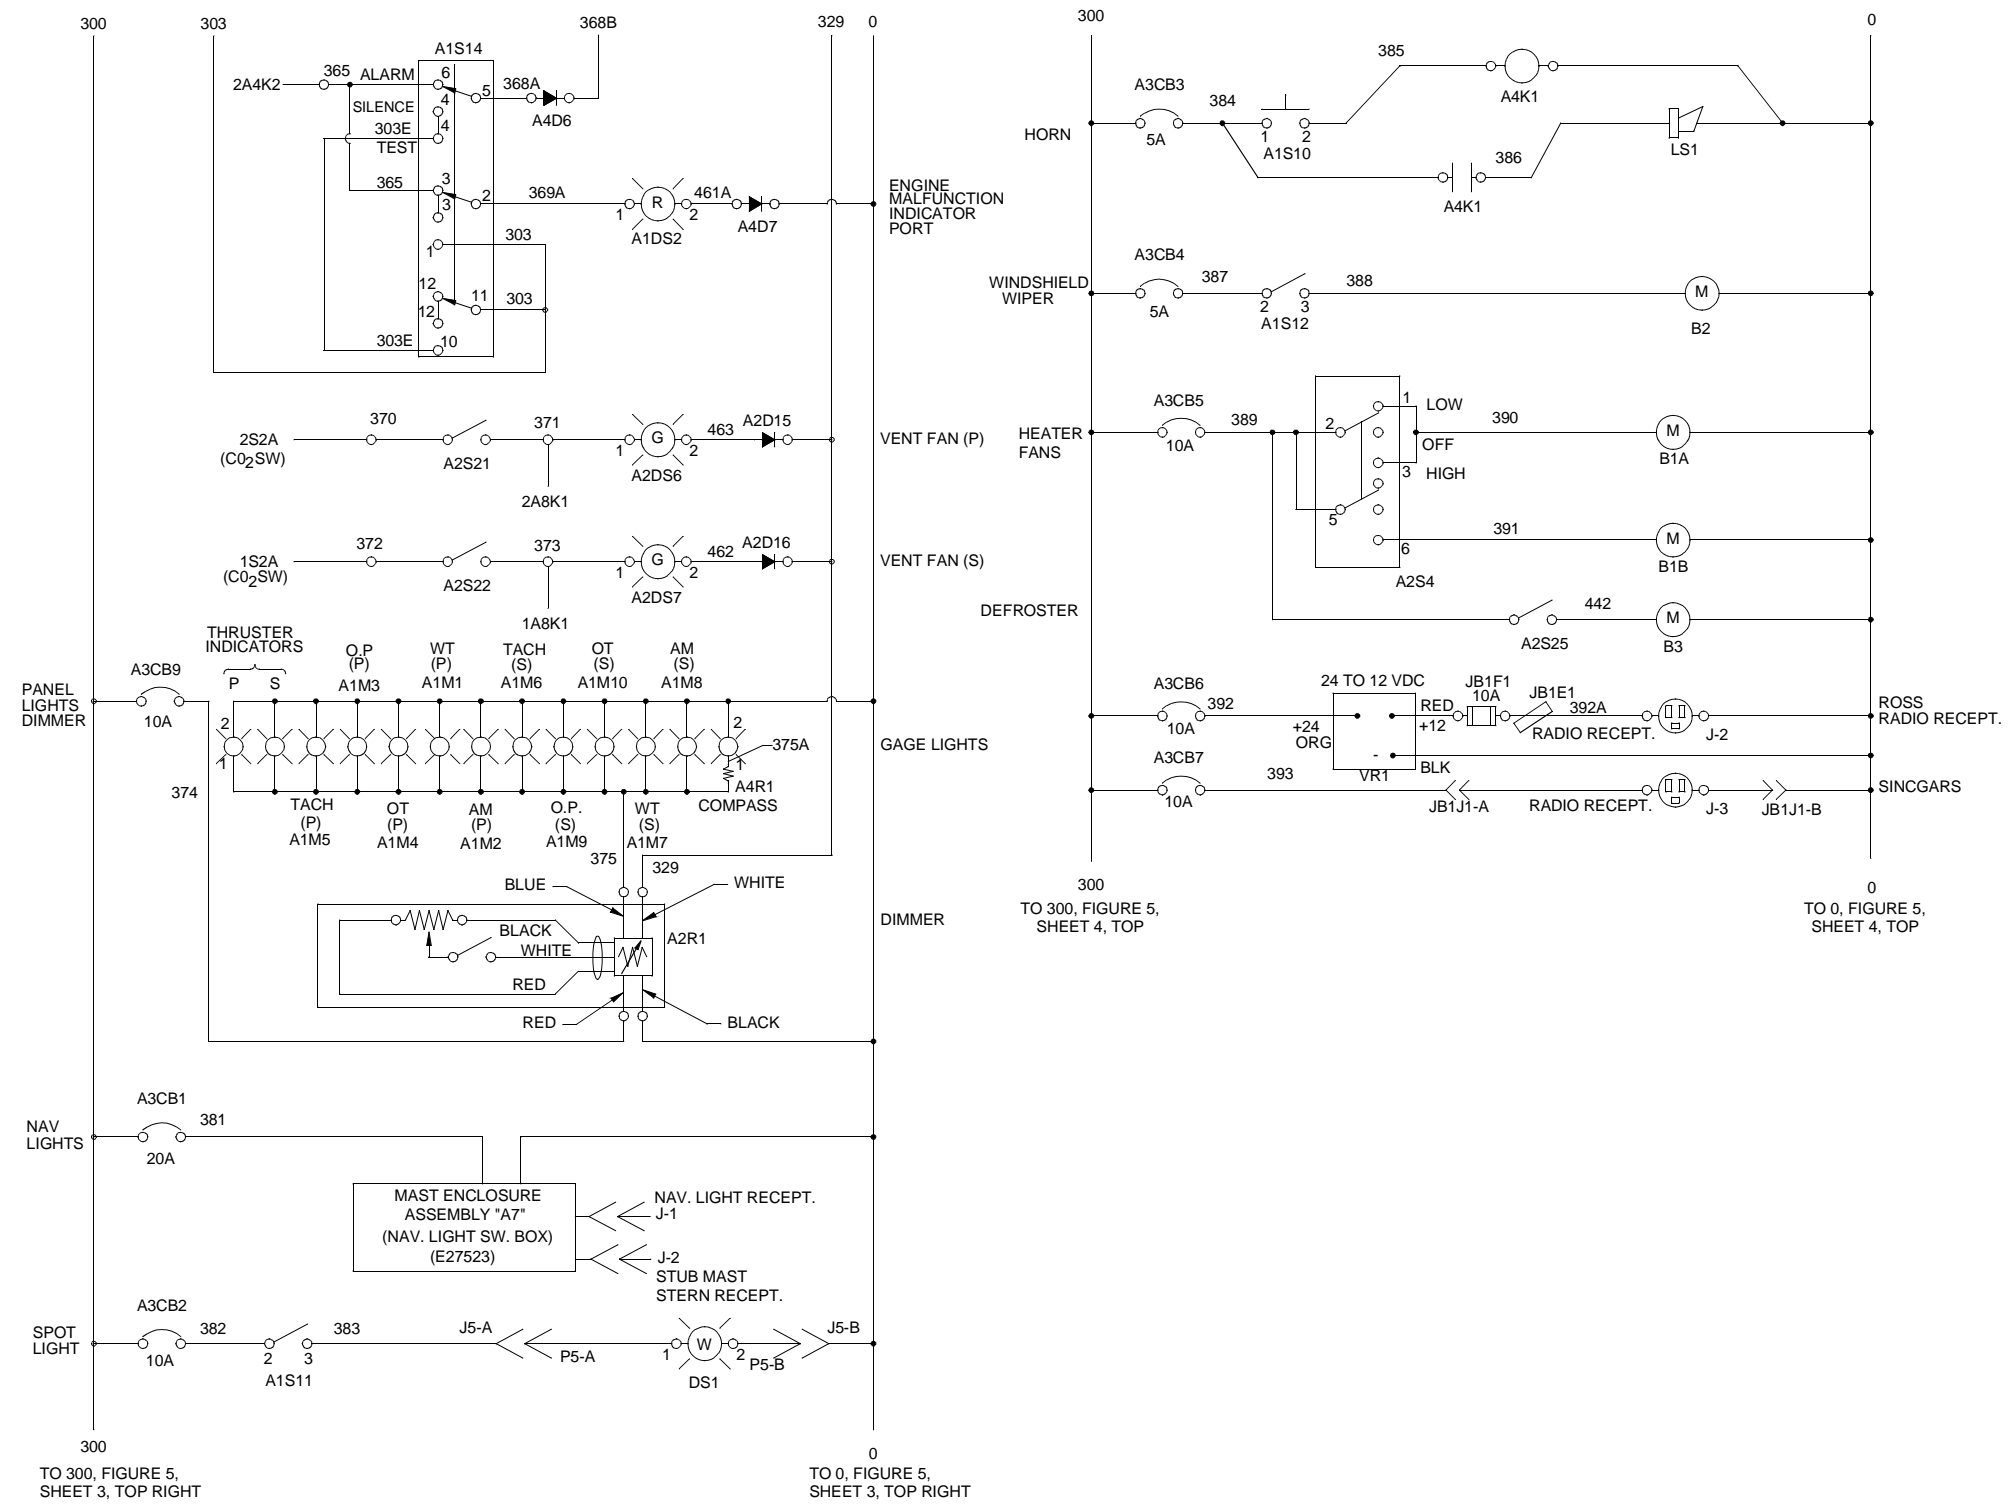 300
303
368B
329
0
A1S14
2A4K2
365
ALARM
6
5
368A
A4D6
SILENCE
4
303E
4
TEST
365
3
3
2
369A
1
R
2
A1DS2
461A
A4D7
ENGINE
MALFUNCTION
INDICATOR
PORT
1
303
12
11
303
12
303E
10
2S2A
(C02SW)
370
A2S21
371
2A8K1
1
G
2
A2DS6
463
A2D15
VENT FAN (P)
1S2A
(C02SW)
372
A2S22
373
1A8K1
1
G
2
A2DS7
462
A2D16
VENT FAN (S)
THRUSTER
INDICATORS
P
S
O.P
(P)
A1M3
WT
(P)
A1M1
TACH
(S)
A1M6
OT
(S)
A1M10
AM
(S)
A1M8
PANEL
LIGHTS
DIMMER
A3CB9
10A
2
1
2
1
375A
GAGE LIGHTS
374
A4R1
COMPASS
TACH
(P)
A1M5
OT
(P)
A1M4
AM
(P)
A1M2
O.P.
(S)
A1M9
WT
(S)
A1M7
375
329
BLUE
WHITE
DIMMER
BLACK
WHITE
RED
A2R1
RED
BLACK
NAV
LIGHTS
A3CB1
20A
381
MAST ENCLOSURE
ASSEMBLY "A7"
(NAV. LIGHT SW. BOX)
(E27523)
NAV. LIGHT RECEPT.
J-1
J-2
STUB MAST
STERN RECEPT.
SPOT
LIGHT
A3CB2
10A
382
2
3
A1S11
383
J5-A
P5-A
1
W
2
DS1
P5-B
J5-B
300
TO 300, FIGURE 5,
SHEET 3, TOP RIGHT
0
TO 0, FIGURE 5,
SHEET 3, TOP RIGHT
300
0
HORN
A3CB3
5A
384
1
2
A1S10
385
A4K1
386
A4K1
LS1
WINDSHIELD
WIPER
A3CB4
5A
387
2
3
A1S12
388
M
B2
HEATER
FANS
A3CB5
10A
389
2
1
LOW
OFF
3
HIGH
5
6
A2S4
390
M
B1A
391
M
B1B
DEFROSTER
A2S25
442
M
B3
A3CB6
10A
392
24 TO 12 VDC
+24
ORG
RED
+12
-
BLK
VR1
JB1F1
10A
JB1E1
392A
RADIO RECEPT.
J-2
ROSS
RADIO RECEPT.
A3CB7
10A
393
JB1J1-A
RADIO RECEPT.
J-3
JB1J1-B
SINCGARS
300
TO 300, FIGURE 5,
SHEET 4, TOP
0
TO 0, FIGURE 5,
SHEET 4, TOP